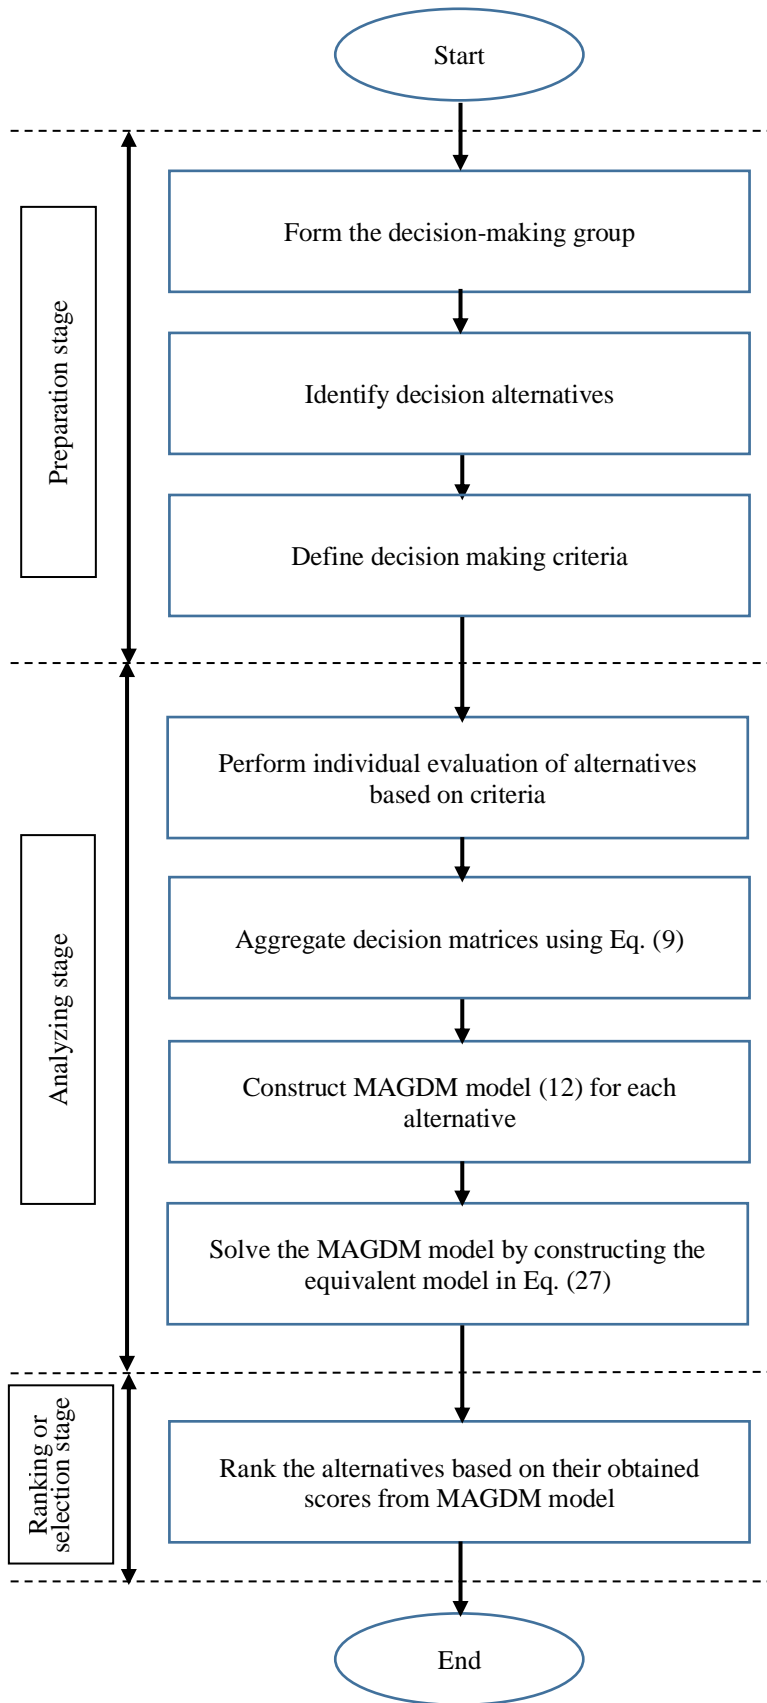 Start
Preparation stage
Form the decision-making group
Identify decision alternatives
Define decision making criteria
Analyzing stage
Perform individual evaluation of alternatives
based on criteria
Aggregate decision matrices using Eq. (9)
Construct MAGDM model (12) for each
alternative
Solve the MAGDM model by constructing the
equivalent model in Eq. (27)
Ranking or
selection stage
Rank the alternatives based on their obtained
scores from MAGDM model
End